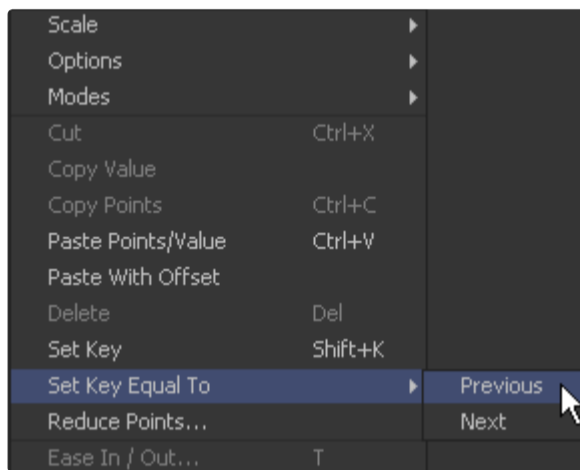 Scale
Options
Modes
Cut Ctrl+X
Copy Value
Copy Points Ctrl+C
Paste Points/Value Ctrl+V
Paste With Offset
Delete Del
Set Key Shift+K
Set Key Equal To Previous
Reduce Points... Next
Ease In / Out... T